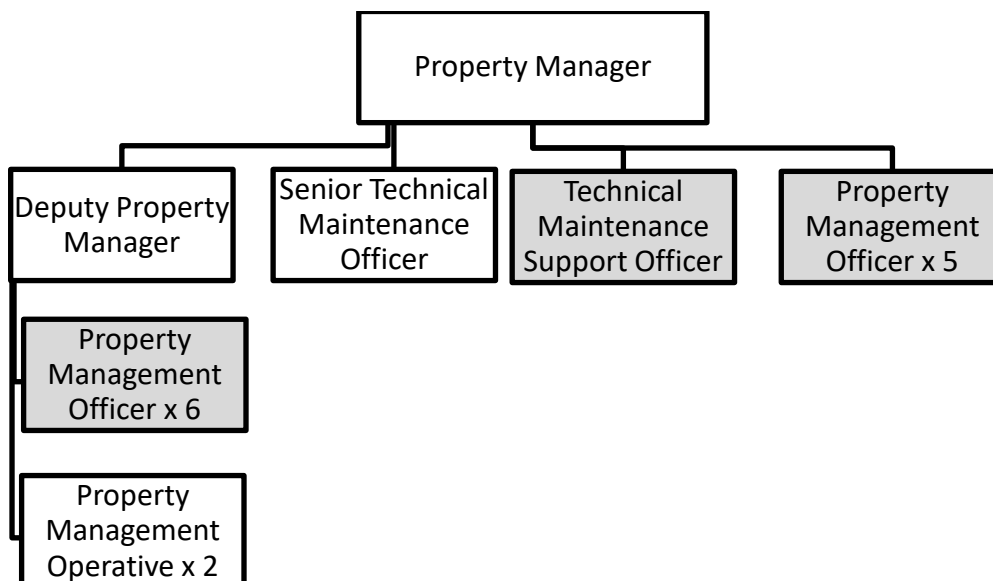 Property Manager
Deputy Property
Manager
Senior Technical
Maintenance
Officer
Technical
Maintenance
Support Officer
Property
Management
Officer x 5
Property
Management
Officer x 6
Property
Management
Operative x 2